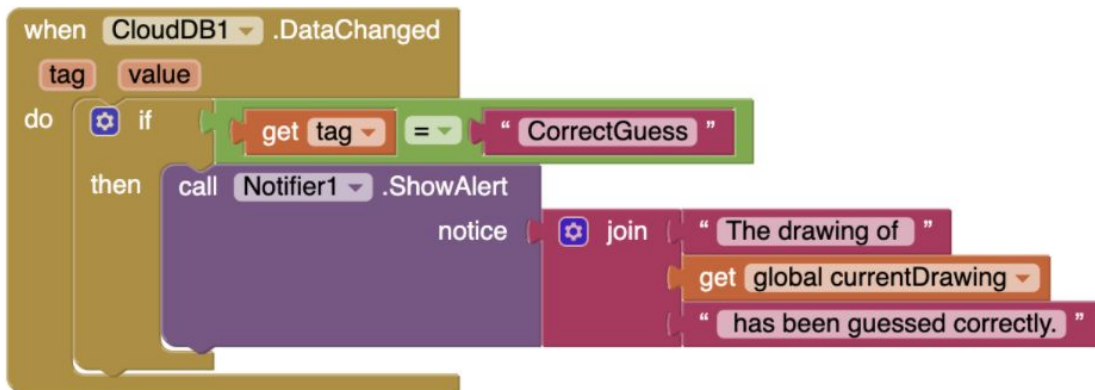 when CloudDB1 .DataChanged
tag value
do if get tag = “ CorrectGuess ”
then call Notifier1 .ShowAlert
notice join “ The drawing of ”
get global currentDrawing
“ has been guessed correctly. ”